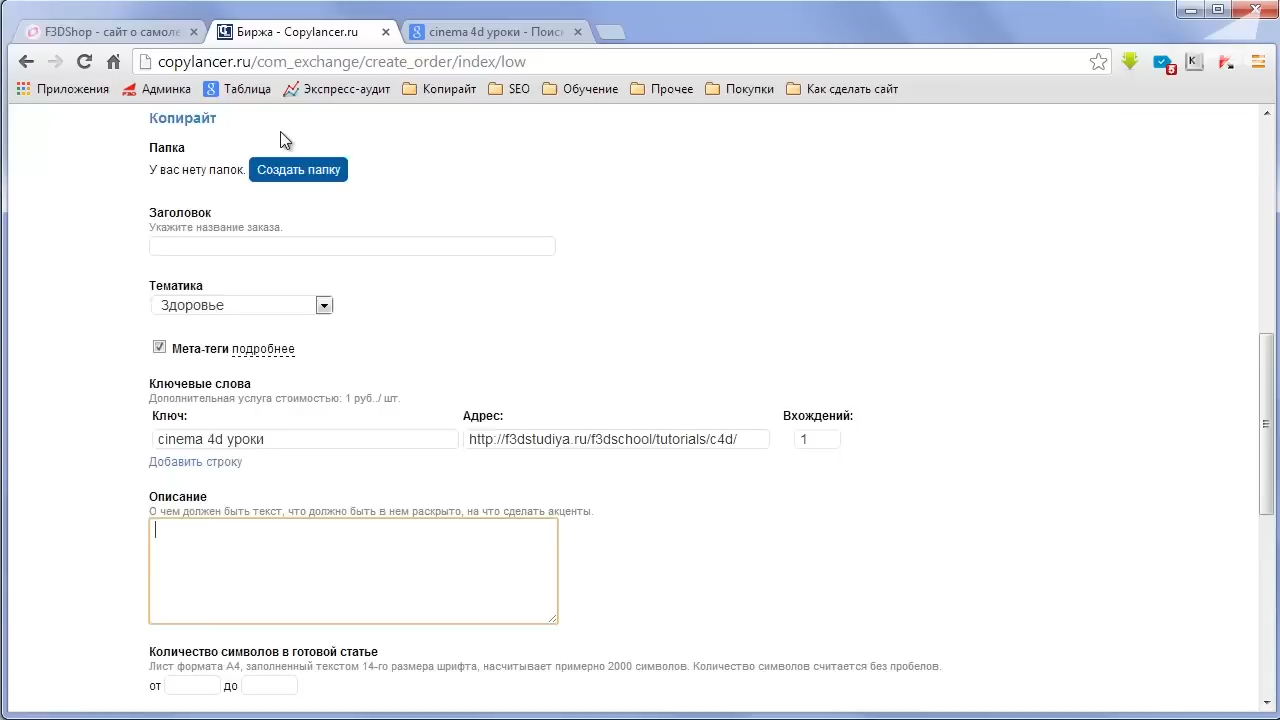 F3DShop - сайт о самоле
Биржа - Copylancer.ru
cinema 4d уроки - Поиск
copylancer.ru/com_exchange/create_order/index/low
5
K
Приложения
Админка
Таблица
Экспресс-аудит
Копирайт
SEO
Обучение
Прочее
Покупки
Как сделать сайт
Копирайт
Папка
У вас нету папок. Создать папку
Заголовок
Укажите название заказа.
Тематика
Здоровье
Мета-теги подробнее
Ключевые слова
Дополнительная услуга стоимостью: 1 руб../ шт.
Ключ: Адрес: Вхождений:
cinema 4d уроки http://f3dstudiya.ru/f3dschool/tutorials/c4d/ 1
Добавить строку
Описание
О чем должен быть текст, что должно быть в нем раскрыто, на что сделать акценты.
Количество символов в готовой статье
Лист формата А4, заполненный текстом 14-го размера шрифта, насчитывает примерно 2000 символов. Количество символов считается без пробелов.
от до